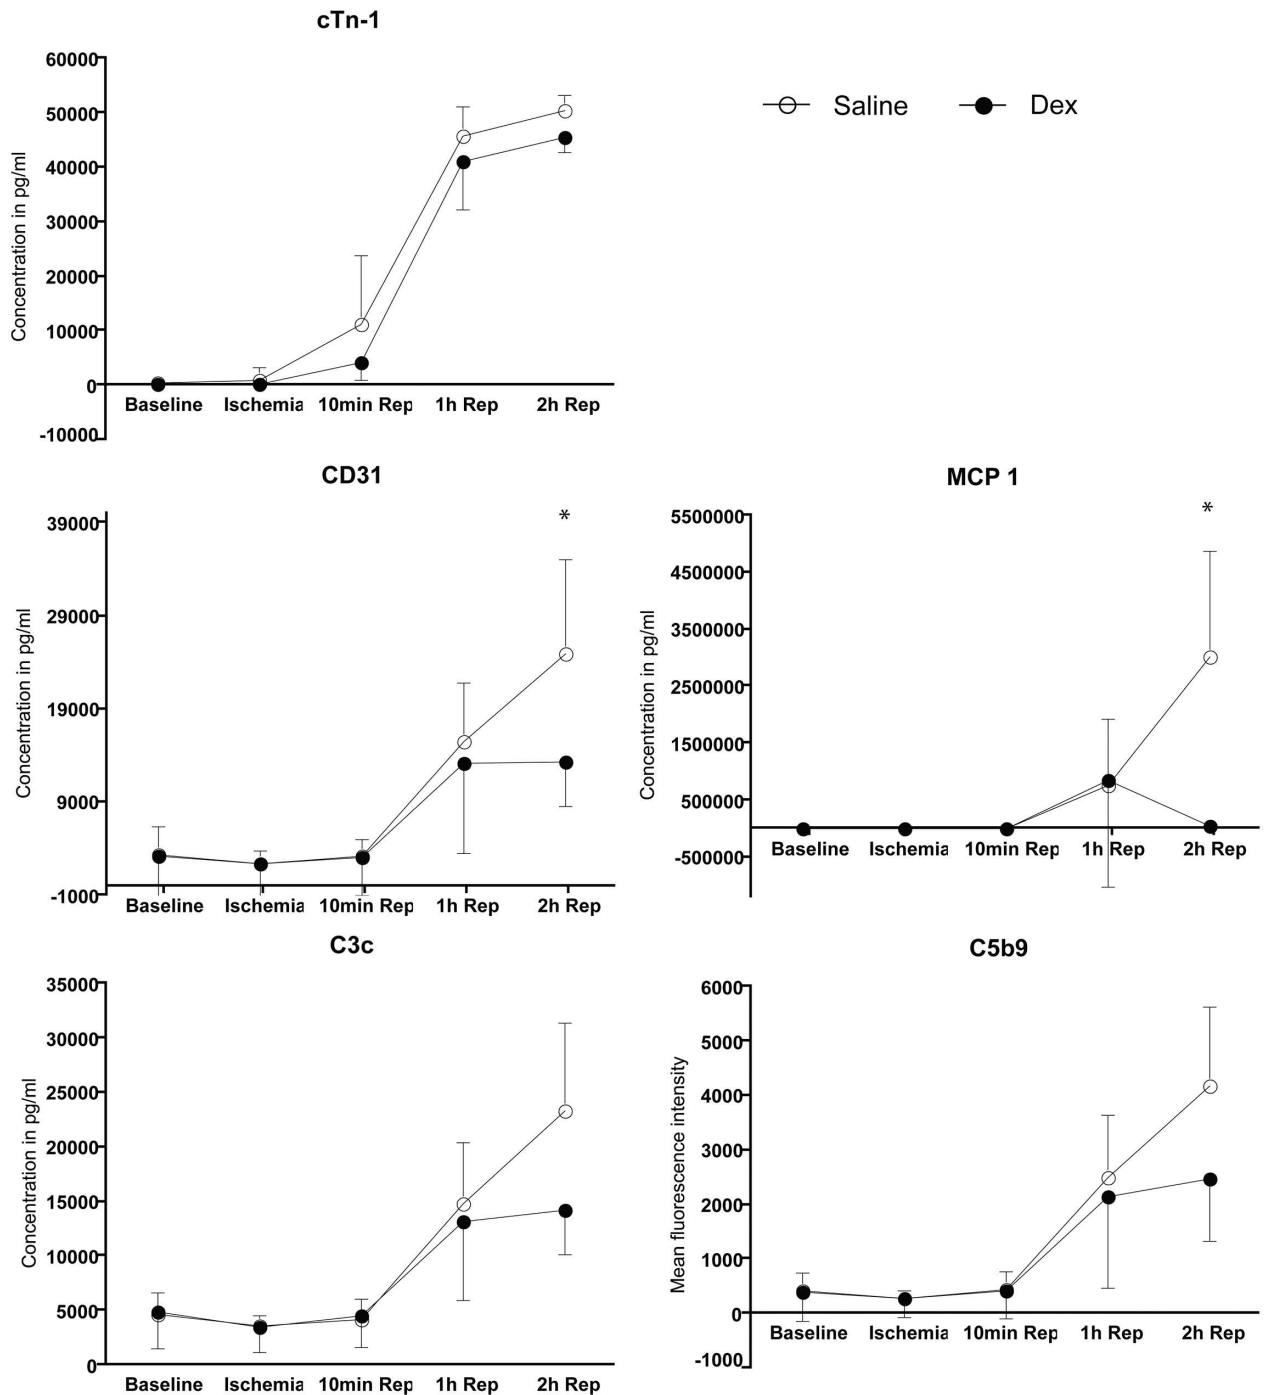 cTn-1
Saline
Dex
Concentration in pg/ml
60000
50000
40000
30000
20000
10000
0
-10000
Baseline Ischemia 10min Rep 1h Rep 2h Rep
CD31
*
Concentration in pg/ml
39000
29000
19000
9000
-1000
Baseline Ischemia 10min Rep 1h Rep 2h Rep
MCP 1
*
Concentration in pg/ml
5500000
4500000
3500000
2500000
1500000
500000
-500000
Baseline Ischemia 10min Rep 1h Rep 2h Rep
C3c
Concentration in pg/ml
35000
30000
25000
20000
15000
10000
5000
0
Baseline Ischemia 10min Rep 1h Rep 2h Rep
C5b9
Mean fluorescence intensity
6000
5000
4000
3000
2000
1000
0
-1000
Baseline Ischemia 10min Rep 1h Rep 2h Rep